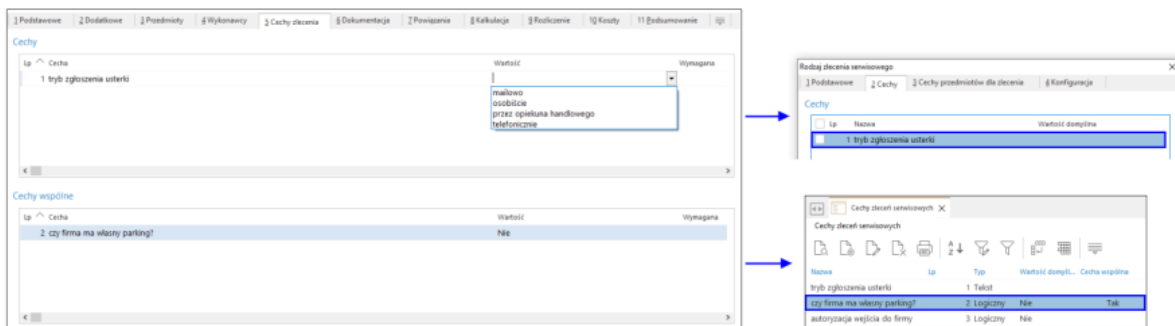 1 Podstawowe 2 Dodatkowe 3 Przedmioty 4 Wykonawcy 5 Cechy zlecenia 6 Dokumentacja 7 Powiązania 8 Kalkulacja 9 Rozliczenie 10 Koszty 11 Podsumowanie
Cechy
Lp Cecha Wartość Wymagana
1 tryb zgłoszenia usterki
mailowo
osobiście
przez opiekuna handlowego
telefonicznie
Cechy wspólne
Lp Cecha Wartość Wymagana
2 czy firma ma własny parking? Nie
Rodzaj zlecenia serwisowego
1 Podstawowe 2 Cechy 3 Cechy przedmiotów dla zlecenia 4 Konfiguracja
Cechy
Lp Nazwa Wartość domyślna
1 tryb zgłoszenia usterki
Cechy zleceń serwisowych
Cechy zleceń serwisowych
Nazwa Lp Typ Wartość domyśl... Cecha wspólna
tryb zgłoszenia usterki 1 Tekst
czy firma ma własny parking? 2 Logiczny Nie Tak
autoryzacja wejścia do firmy 3 Logiczny Nie